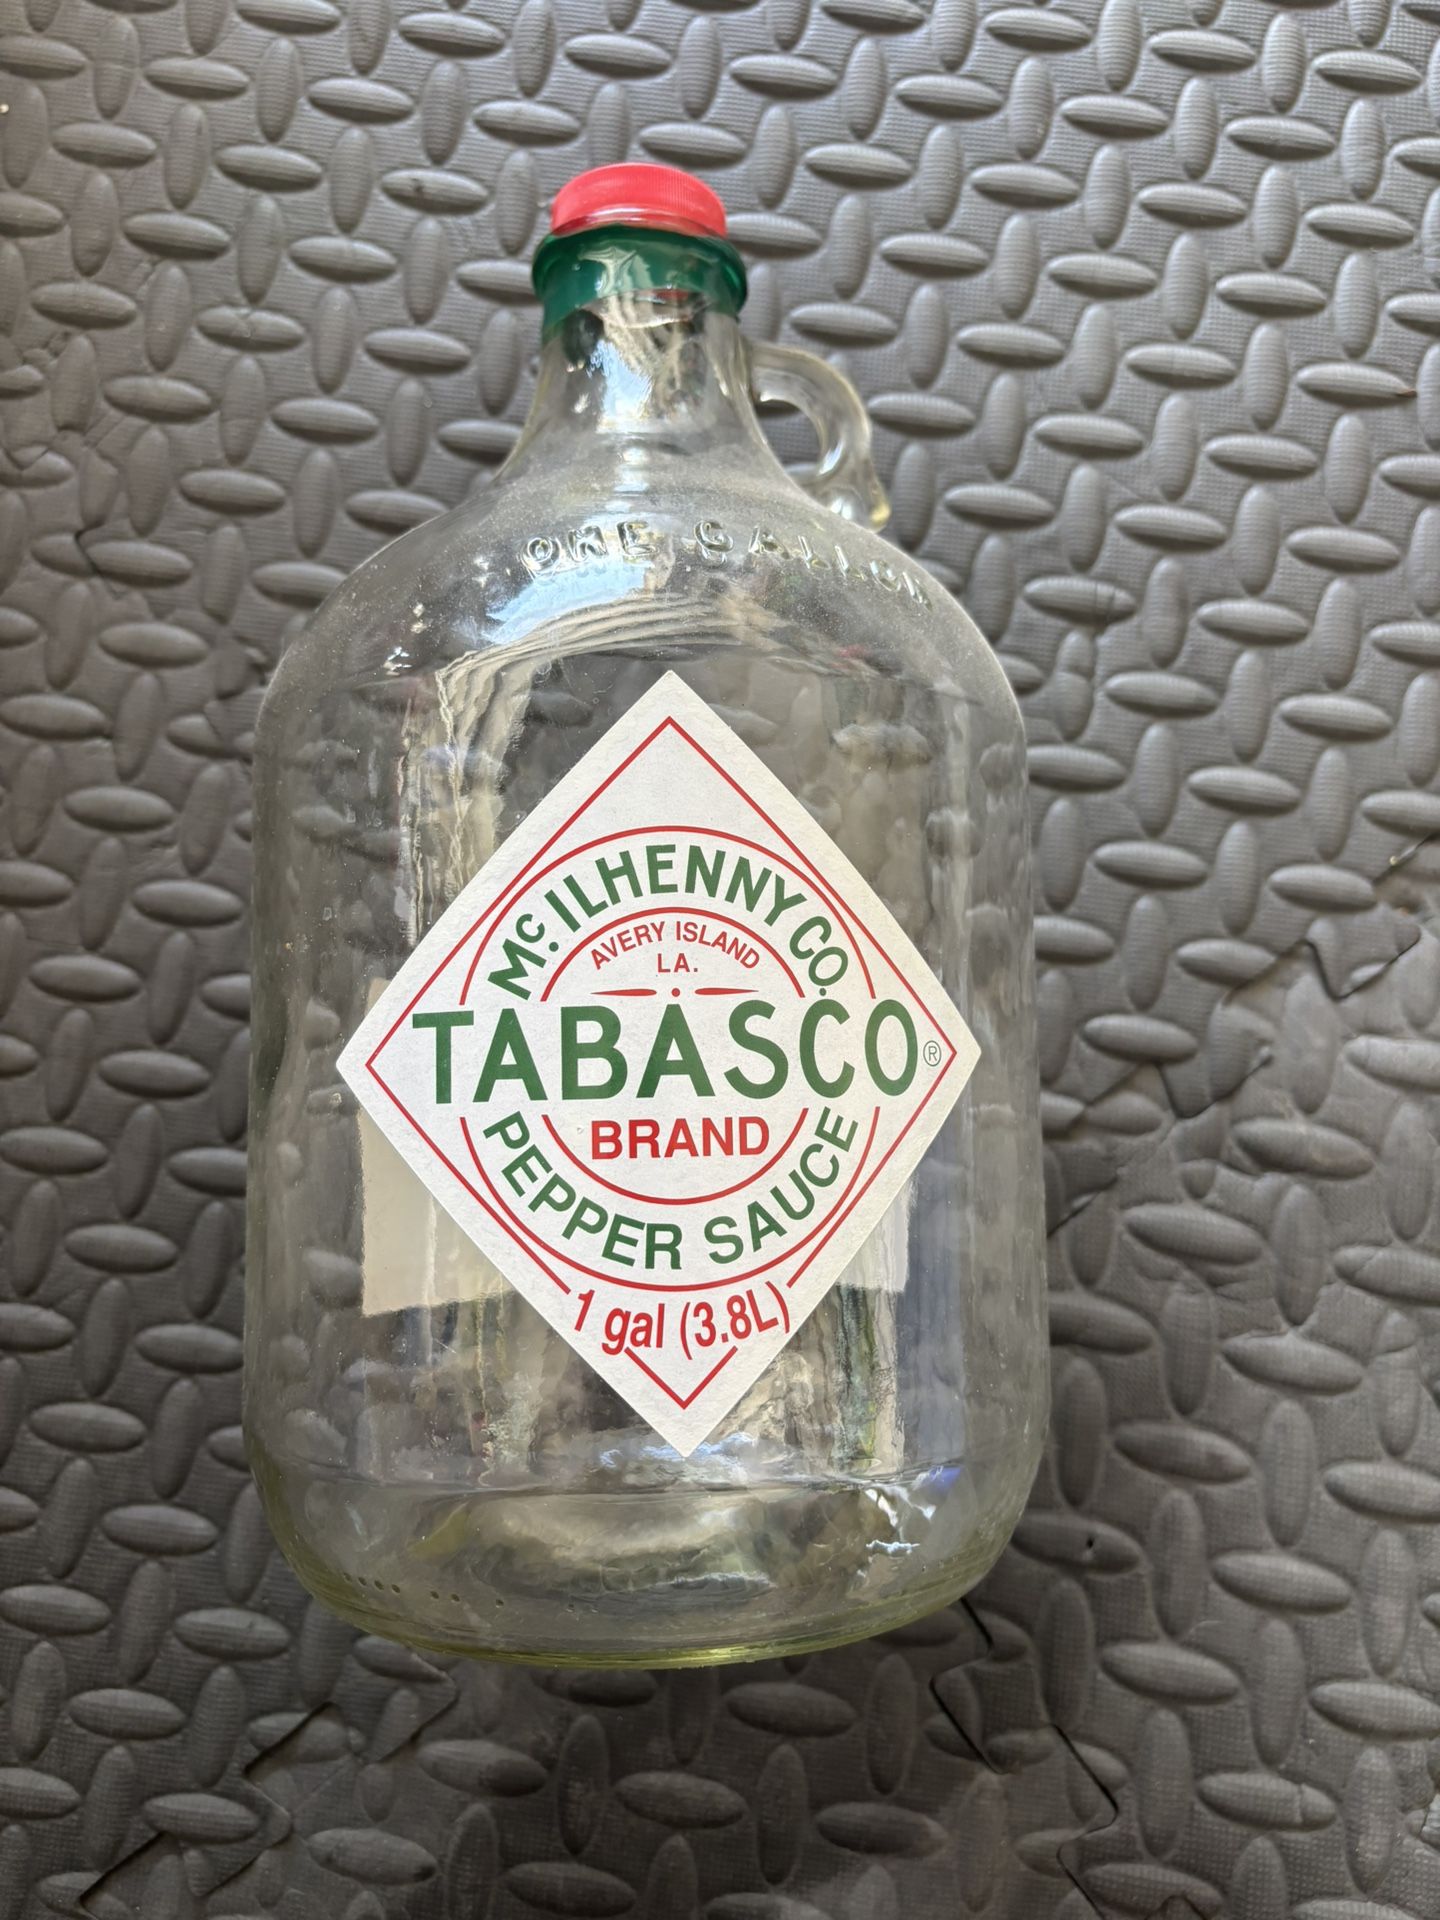 ONE GALLON
Mc. ILHENNY CO.
AVERY ISLAND
LA.
TABASCO®
BRAND
PEPPER SAUCE
1 gal (3.8L)